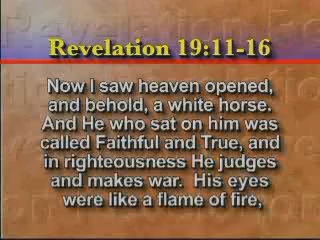 Revelation 19:11-16
Now I saw heaven opened,
and behold, a white horse.
And He who sat on him was
called Faithful and True, and
in righteousness He judges
and makes war.  His eyes
were like a flame of fire,